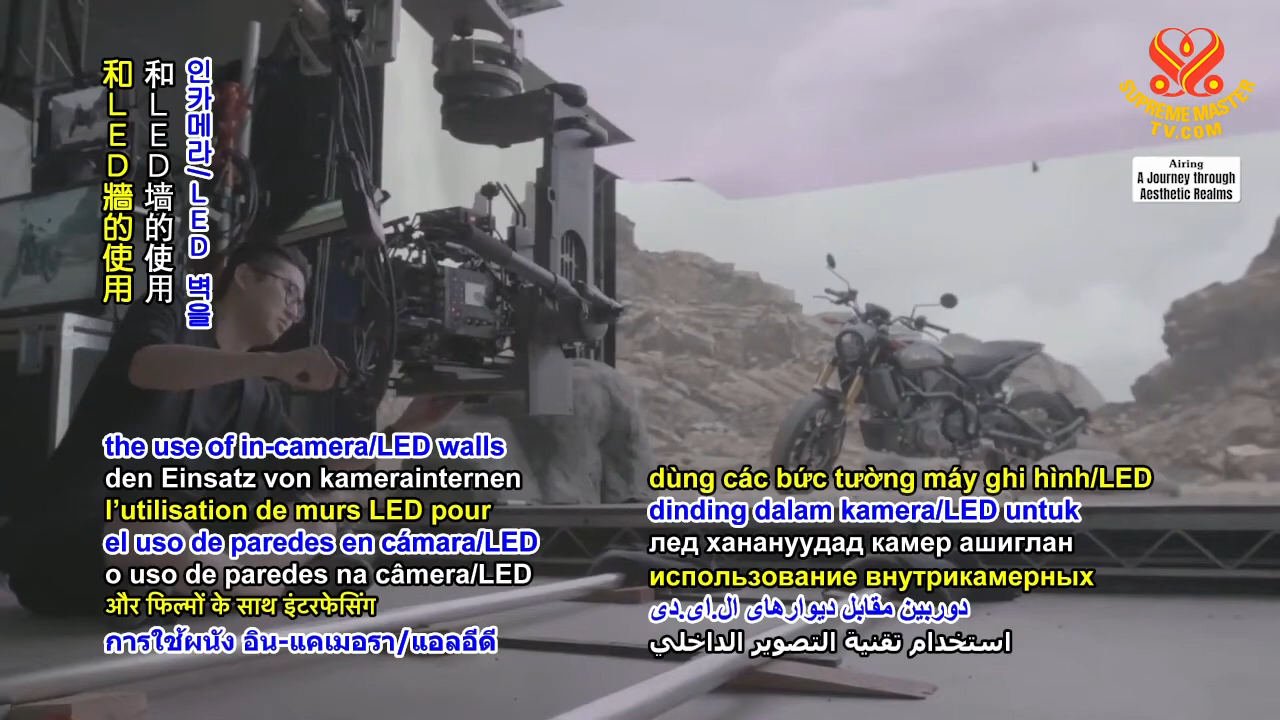 和LED牆的使用
和LED墙的使用
인카메라/LED 벽을
SUPREME MASTER
TV.COM
Airing
A Journey through
Aesthetic Realms
the use of in-camera/LED walls
den Einsatz von kamerainternen
l'utilisation de murs LED pour
el uso de paredes en cámara/LED
o uso de paredes na câmera/LED
और फिल्मों के साथ इंटरफेसिंग
การใช้ผนัง อิน-แคเมอรา/แอลอีดี
dùng các bức tường máy ghi hình/LED
dinding dalam kamera/LED untuk
лед ханануудад камер ашиглан
использование внутрикамерных
دوربین مقابل دیوارهای ال.ای.دی
استخدام تقنية التصوير الداخلي